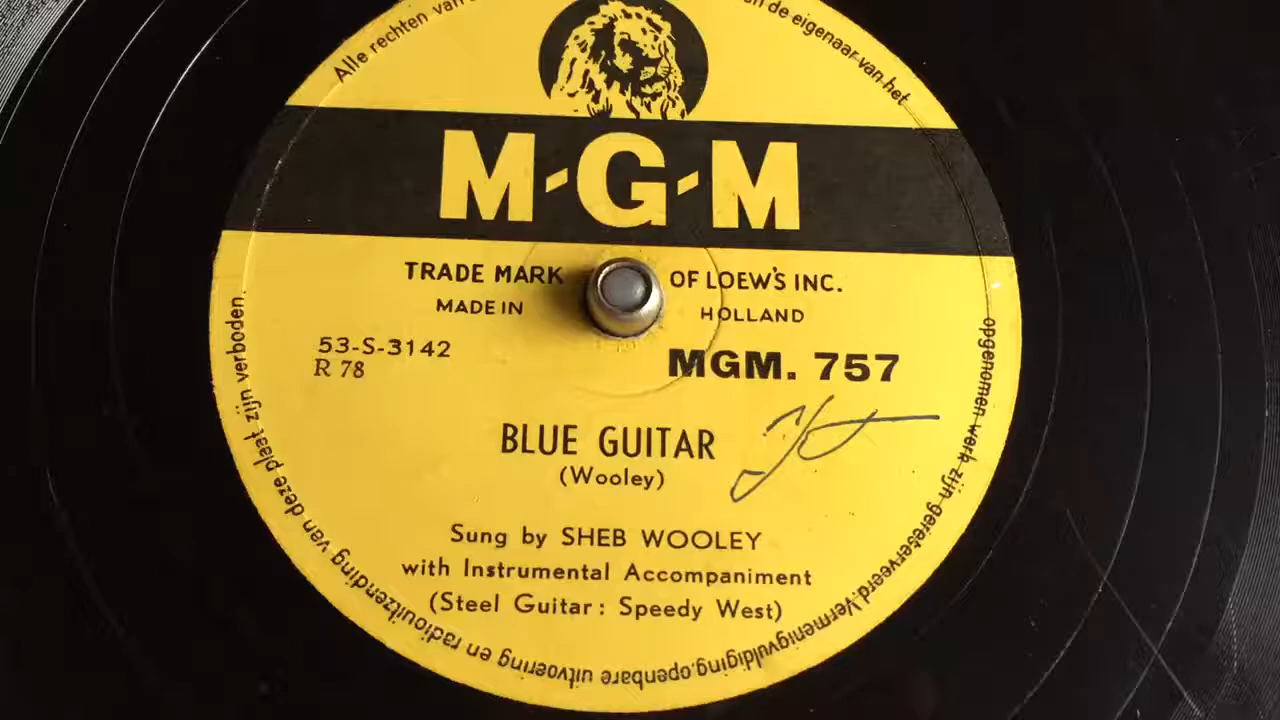 Alle rechten van
de eigenaar van het
opgenomen werk zijn gereserveerd. Vermenigvuldiging, openbare uitvoering en radiouitzending van deze plaat zijn verboden.
M-G-M
TRADE MARK OF LOEW'S INC.
MADE IN HOLLAND
53-S-3142
R 78
MGM. 757
BLUE GUITAR
(Wooley)
Sung by SHEB WOOLEY
with Instrumental Accompaniment
(Steel Guitar: Speedy West)